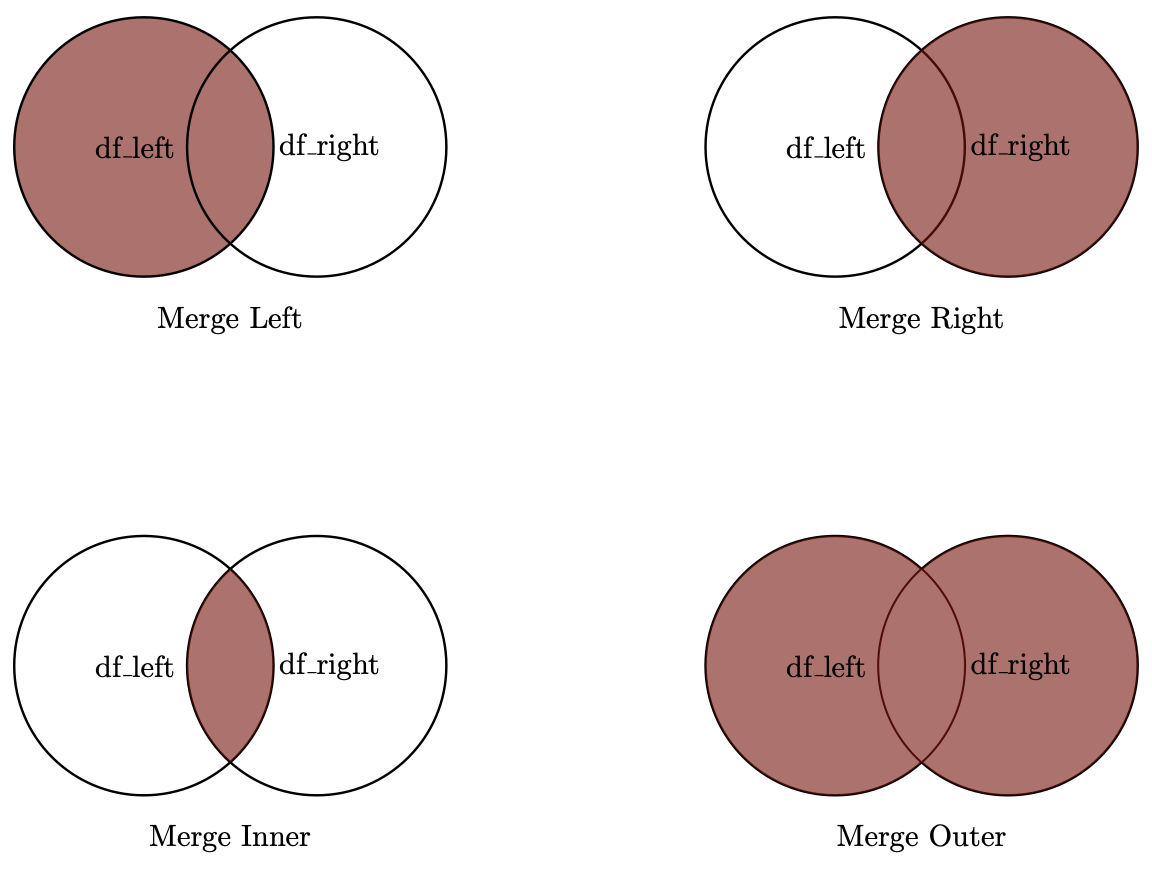 df_left df_right
Merge Left
df_left df_right
Merge Right
df_left df_right
Merge Inner
df_left df_right
Merge Outer